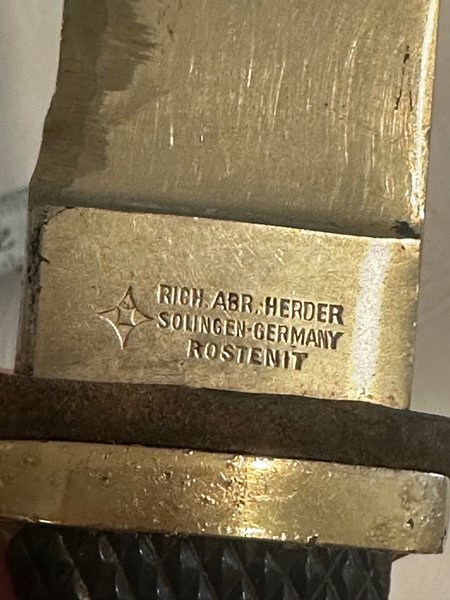 RICH. ABR. HERDER
SOLINGEN-GERMANY
ROSTENIT